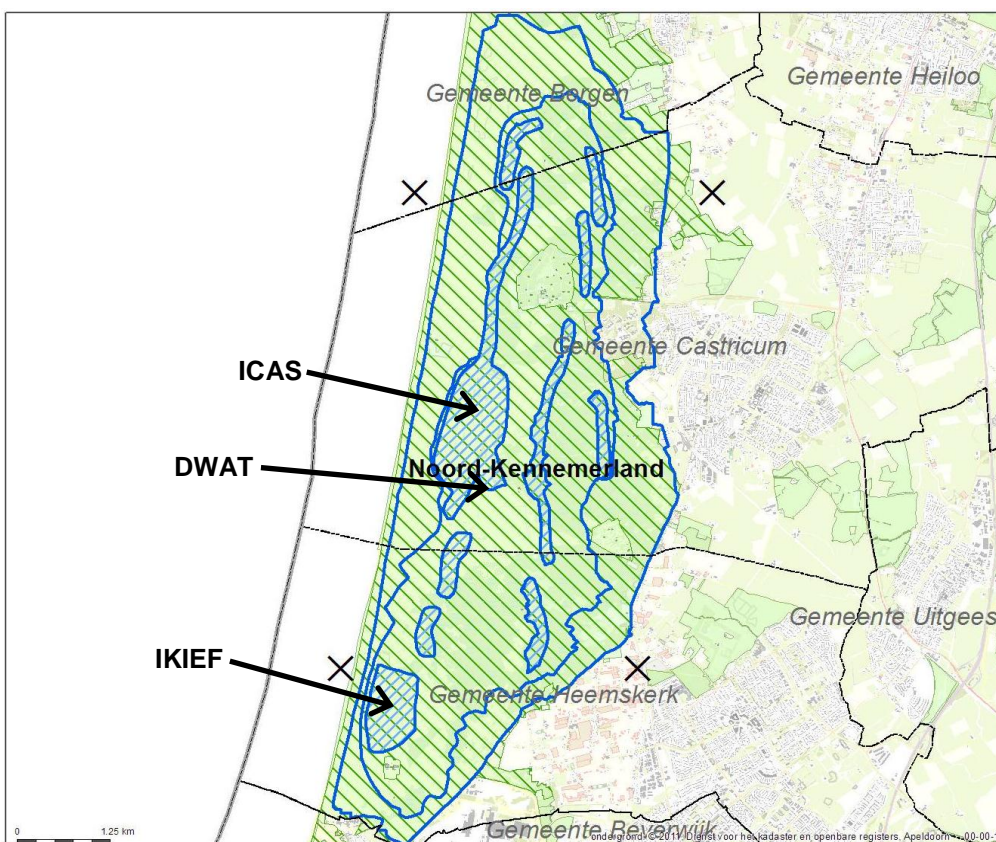 Gemeente Heiloo
Gemeente Bergen
Gemeente Castricum
ICAS
DWAT
Noord-Kennemerland
Gemeente Uitgees
IKIEF
Gemeente Heemskerk
Gemeente Beverwijk
0 1.25 km
ondergrond: © 2011, Dienst voor het kadaster en openbare registers, Apeldoorn